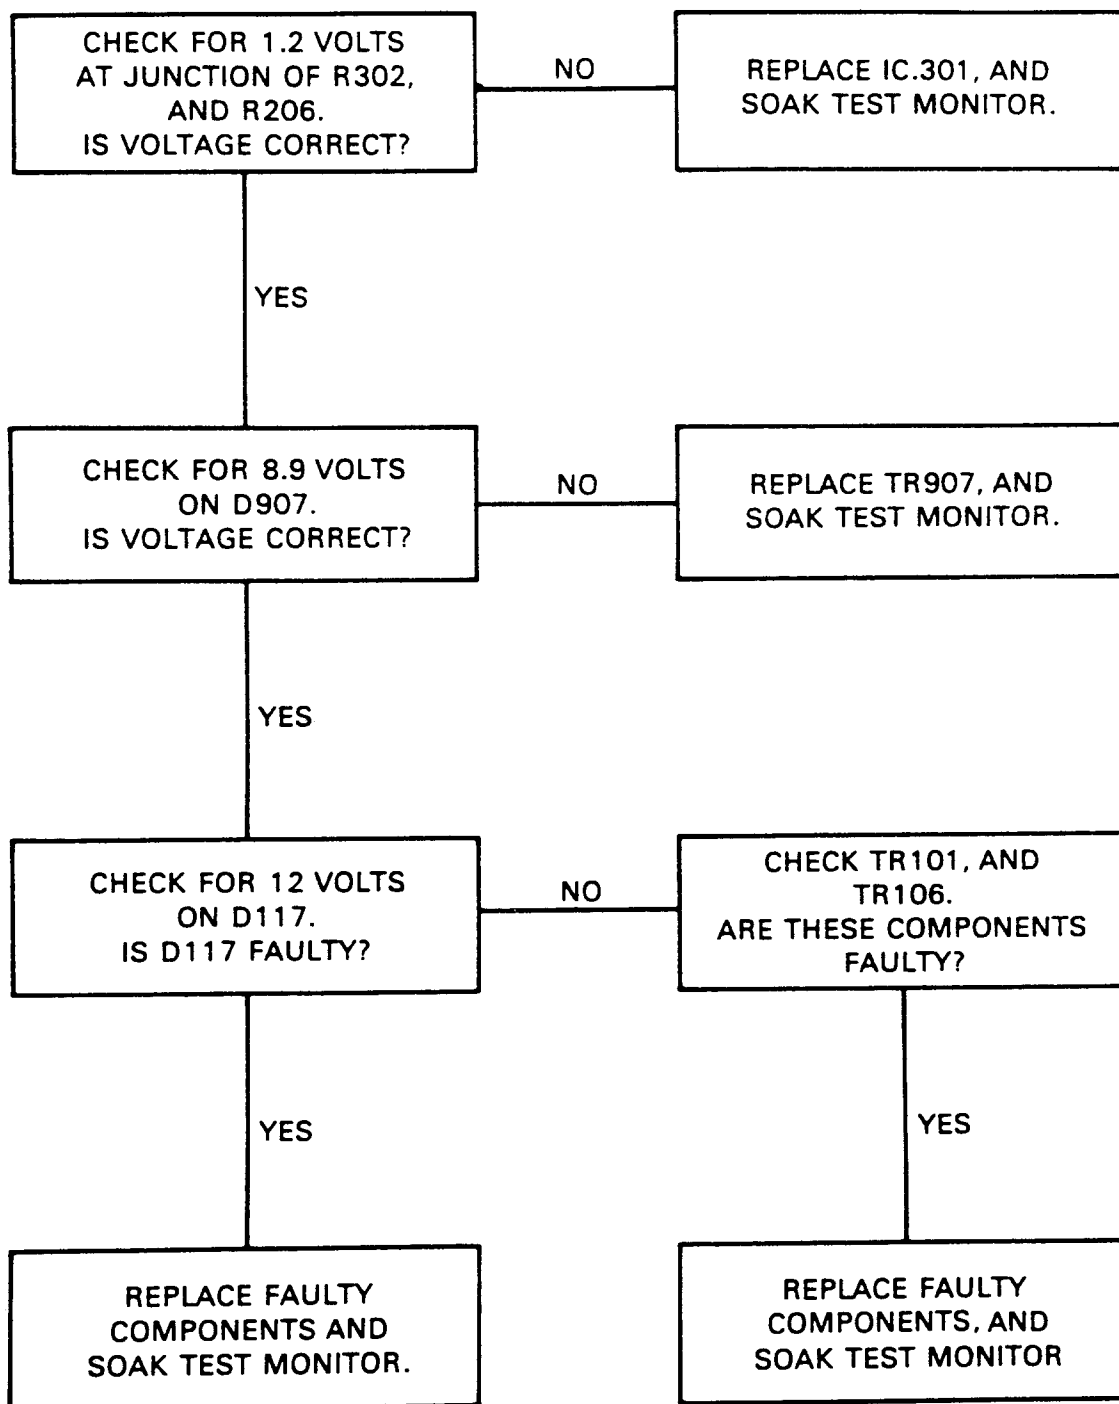 CHECK FOR 1.2 VOLTS
AT JUNCTION OF R302,
AND R206.
IS VOLTAGE CORRECT?
NO
REPLACE IC.301, AND
SOAK TEST MONITOR.
YES
CHECK FOR 8.9 VOLTS
ON D907.
IS VOLTAGE CORRECT?
NO
REPLACE TR907, AND
SOAK TEST MONITOR.
YES
CHECK FOR 12 VOLTS
ON D117.
IS D117 FAULTY?
NO
CHECK TR101, AND
TR106.
ARE THESE COMPONENTS
FAULTY?
YES
YES
REPLACE FAULTY
COMPONENTS AND
SOAK TEST MONITOR.
REPLACE FAULTY
COMPONENTS, AND
SOAK TEST MONITOR